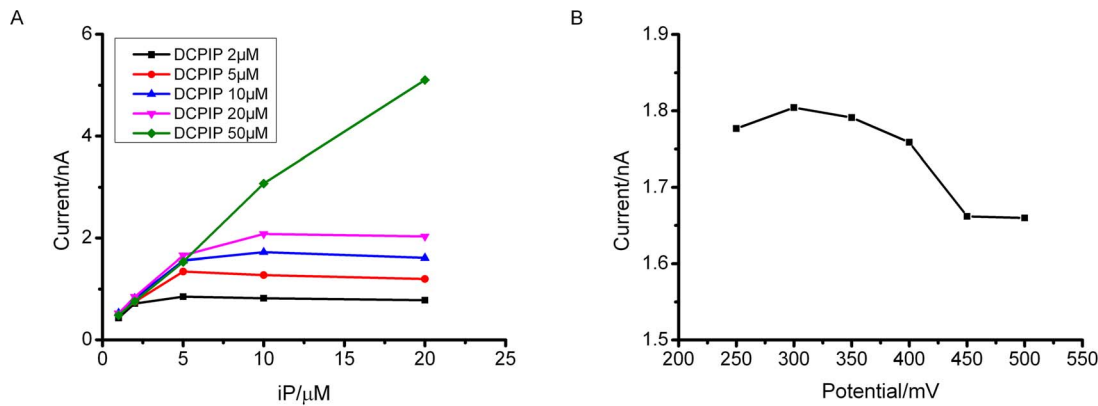 A
6
4
2
0
DCPIP 2μM
DCPIP 5μM
DCPIP 10μM
DCPIP 20μM
DCPIP 50μM
Current/nA
0 5 10 15 20 25
iP/μM
B
1.9
1.8
1.7
1.6
1.5
Current/nA
200 250 300 350 400 450 500 550
Potential/mV